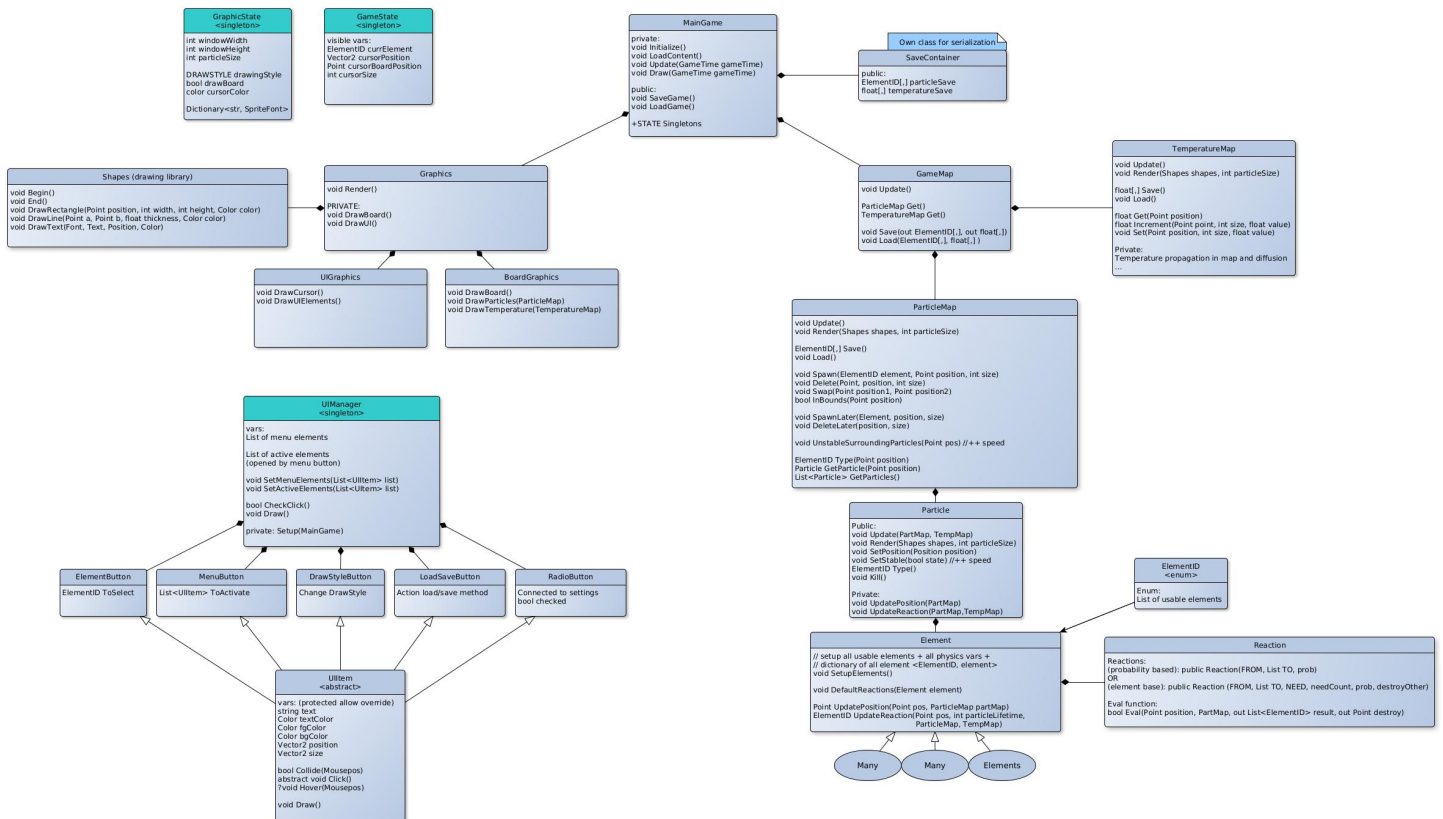 GraphicState
<singleton>
int windowWidth
int windowHeight
int particleSize
DRAWSTYLE drawingStyle
bool drawBoard
color cursorColor
Dictionary<str, SpriteFont>
GameState
<singleton>
visible vars:
ElementID currElement
Vector2 cursorPosition
Point cursorBoardPosition
int cursorSize
MainGame
private:
void Initialize()
void LoadContent()
void Update(GameTime gameTime)
void Draw(GameTime gameTime)
public:
void SaveGame()
void LoadGame()
+STATE Singletons
Own class for serialization
SaveContainer
public:
ElementID[,] particleSave
float[,] temperatureSave
Shapes (drawing library)
void Begin()
void End()
void DrawRectangle(Point position, int width, int height, Color color)
void DrawLine(Point a, Point b, float thickness, Color color)
void DrawText(Font, Text, Position, Color)
Graphics
void Render()
PRIVATE:
void DrawBoard()
void DrawUI()
GameMap
void Update()
ParticleMap Get()
TemperatureMap Get()
void Save(out ElementID[,], out float[,])
void Load(ElementID[,], float[,] )
TemperatureMap
void Update()
void Render(Shapes shapes, int particleSize)
float[,] Save()
void Load()
float Get(Point position)
float Increment(Point point, int size, float value)
void Set(Point position, int size, float value)
Private:
Temperature propagation in map and diffusion
...
UIGraphics
void DrawCursor()
void DrawUIElements()
BoardGraphics
void DrawBoard()
void DrawParticles(ParticleMap)
void DrawTemperature(TemperatureMap)
ParticleMap
void Update()
void Render(Shapes shapes, int particleSize)
ElementID[,] Save()
void Load()
void Spawn(ElementID element, Point position, int size)
void Delete(Point, position, int size)
void Swap(Point position1, Point position2)
bool InBounds(Point position)
void SpawnLater(Element, position, size)
void DeleteLater(position, size)
void UnstableSurroundingParticles(Point pos) //++ speed
ElementID Type(Point position)
Particle GetParticle(Point position)
List<Particle> GetParticles()
UIManager
<singleton>
vars:
List of menu elements
List of active elements
(opened by menu button)
void SetMenuElements(List<UIItem> list)
void SetActiveElements(List<UItem> list)
bool CheckClick()
void Draw()
private: Setup(MainGame)
Particle
Public:
void Update(PartMap, TempMap)
void Render(Shapes shapes, int particleSize)
void SetPosition(Position position)
void SetStable(bool state) //++ speed
ElementID Type()
void Kill()
Private:
void UpdatePosition(PartMap)
void UpdateReaction(PartMap,TempMap)
ElementButton
ElementID ToSelect
MenuButton
List<UIItem> ToActivate
DrawStyleButton
Change DrawStyle
LoadSaveButton
Action load/save method
RadioButton
Connected to settings
bool checked
ElementID
<enum>
Enum:
List of usable elements
Element
// setup all usable elements + all physics vars +
// dictionary of all element <ElementID, element>
void SetupElements()
void DefaultReactions(Element element)
Point UpdatePosition(Point pos, ParticleMap partMap)
ElementID UpdateReaction(Point pos, int particleLifetime,
ParticleMap, TempMap)
Reaction
Reactions:
(probability based): public Reaction(FROM, List TO, prob)
OR
(element base): public Reaction (FROM, List TO, NEED, needCount, prob, destroyOther)
Eval function:
bool Eval(Point position, PartMap, out List<ElementID> result, out Point destroy)
UIItem
<abstract>
vars: (protected allow override)
string text
Color textColor
Color fgColor
Color bgColor
Vector2 position
Vector2 size
bool Collide(Mousepos)
abstract void Click()
?void Hover(Mousepos)
void Draw()
Many
Many
Elements